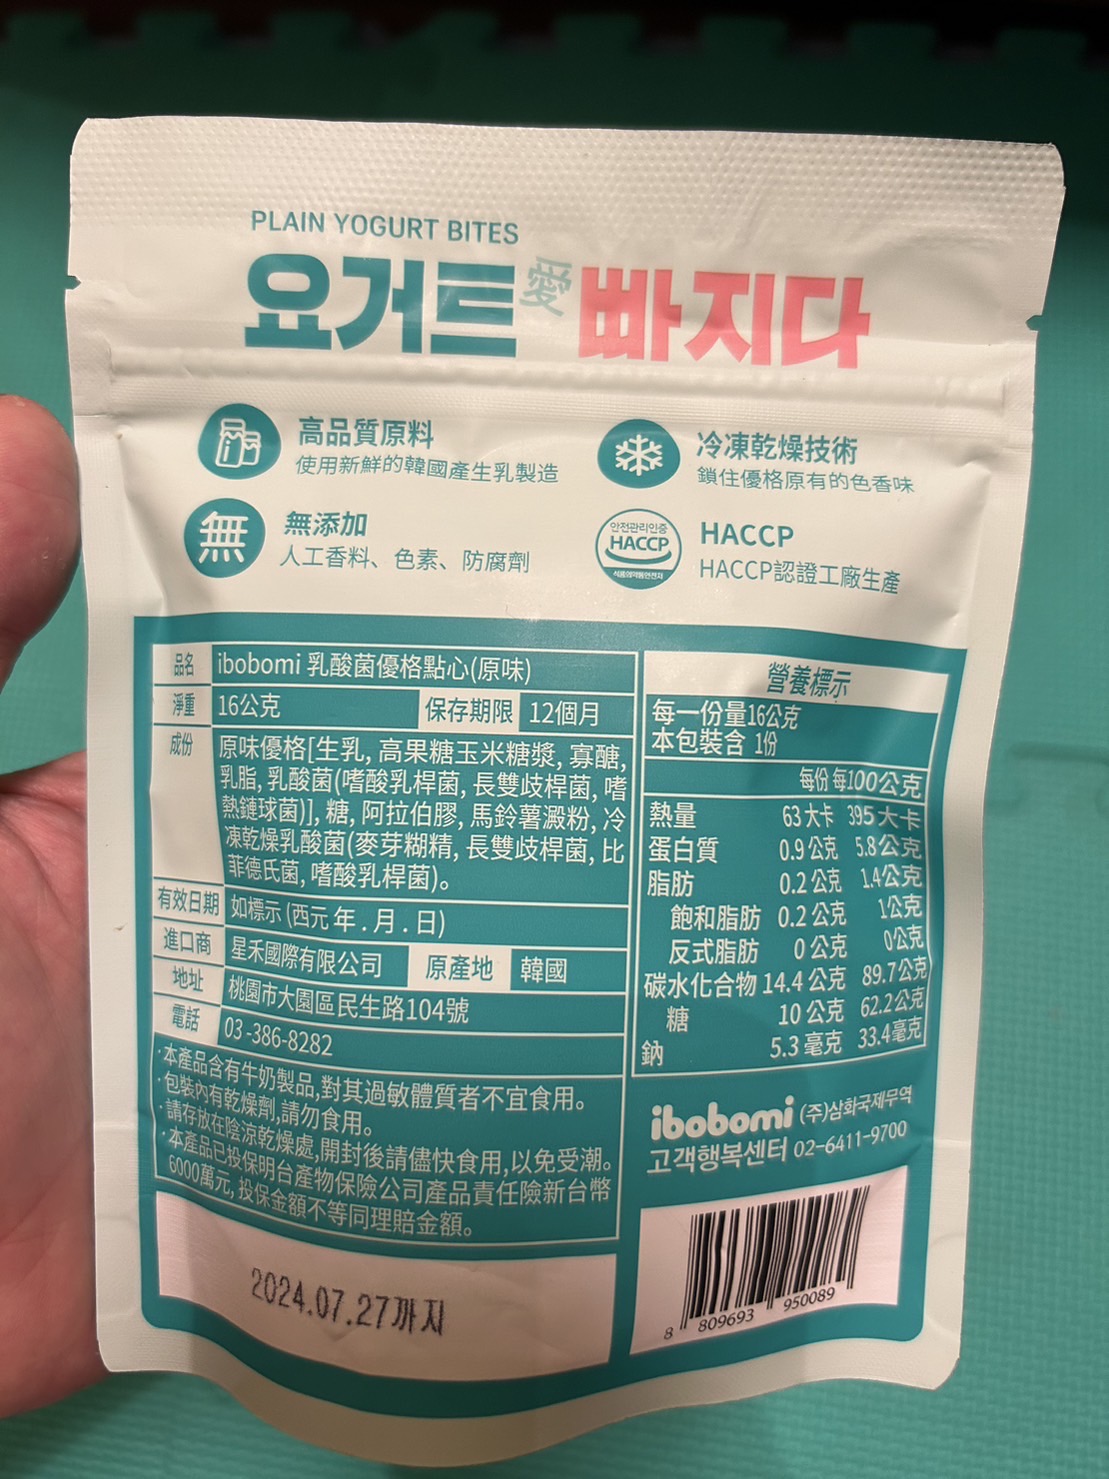 PLAIN YOGURT BITES
요거트愛빠지다
高品質原料
使用新鮮的韓國產生乳製造
冷凍乾燥技術
鎖住優格原有的色香味
無
無添加
人工香料、色素、防腐劑
안전관리인증
HACCP
식품의약품안전처
HACCP
HACCP認證工廠生產
品名 ibobomi 乳酸菌優格點心(原味)
淨重 16公克 保存期限 12個月
成份 原味優格[生乳, 高果糖玉米糖漿, 寡醣,
乳脂, 乳酸菌(嗜酸乳桿菌, 長雙歧桿菌, 嗜
熱鏈球菌)], 糖, 阿拉伯膠, 馬鈴薯澱粉, 冷
凍乾燥乳酸菌(麥芽糊精, 長雙歧桿菌, 比
菲德氏菌, 嗜酸乳桿菌)。
有效日期 如標示 (西元 年 . 月 . 日)
進口商 星禾國際有限公司 原產地 韓國
地址 桃園市大園區民生路104號
電話 03-386-8282
·本產品含有牛奶製品,對其過敏體質者不宜食用。
·包裝內有乾燥劑,請勿食用。
·請存放在陰涼乾燥處,開封後請儘快食用,以免受潮。
·本產品已投保明台產物保險公司產品責任險新台幣
6000萬元, 投保金額不等同理賠金額。
2024.07.27까지
營養標示
每一份量16公克
本包裝含 1份
每份 每100公克
熱量 63 大卡 395 大卡
蛋白質 0.9 公克 5.8公克
脂肪 0.2 公克 1.4公克
飽和脂肪 0.2 公克 1公克
反式脂肪 0 公克 0公克
碳水化合物 14.4 公克 89.7公克
糖 10 公克 62.2公克
鈉 5.3 毫克 33.4毫克
ibobomi (주)삼화국제무역
고객행복센터 02-6411-9700
8 809693 950089